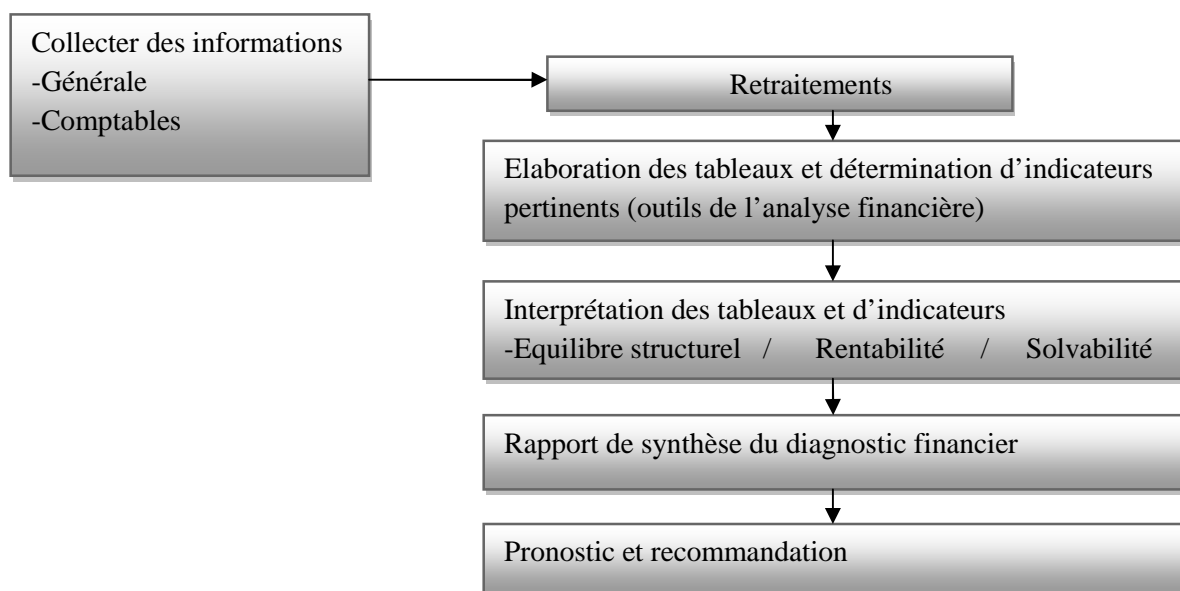 Collecter des informations
-Générale
-Comptables
Retraitements
Elaboration des tableaux et détermination d’indicateurs
pertinents (outils de l’analyse financière)
Interprétation des tableaux et d’indicateurs
-Equilibre structurel / Rentabilité / Solvabilité
Rapport de synthèse du diagnostic financier
Pronostic et recommandation